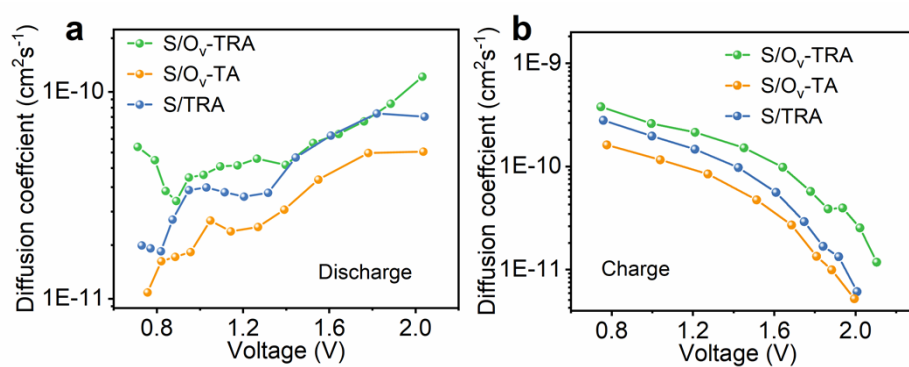 a
S/Oᵥ-TRA
S/Oᵥ-TA
S/TRA
Diffusion coeffcient (cm²s⁻¹)
1E-10
1E-11
Discharge
0.8 1.2 1.6 2.0
Voltage (V)
b
S/Oᵥ-TRA
S/Oᵥ-TA
S/TRA
Diffusion coefficient (cm²s⁻¹)
1E-9
1E-10
1E-11
Charge
0.8 1.2 1.6 2.0
Voltage (V)